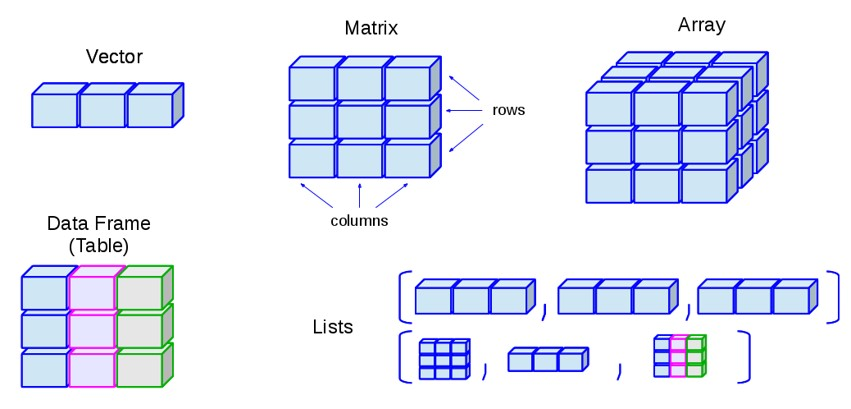 Vector
Matrix
Array
rows
columns
Data Frame
(Table)
Lists
[ , , ]
[ , , ]